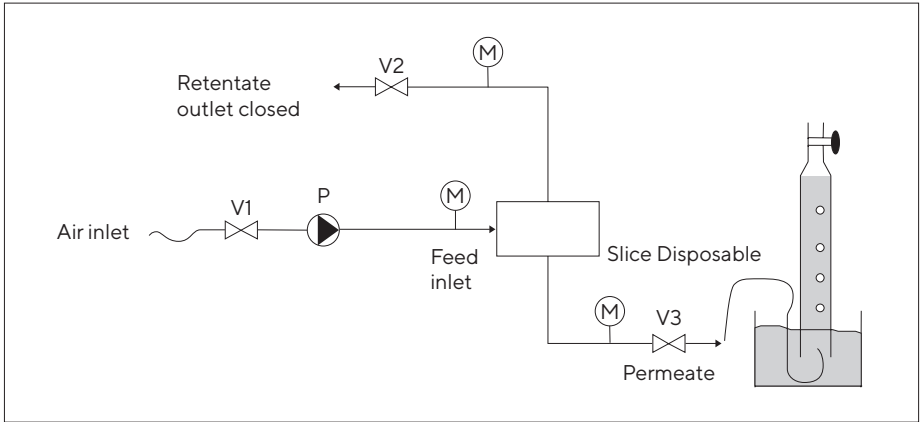 M
V2
Retentate
outlet closed
P
M
V1
Air inlet
Feed
inlet
Slice Disposable
M
V3
Permeate